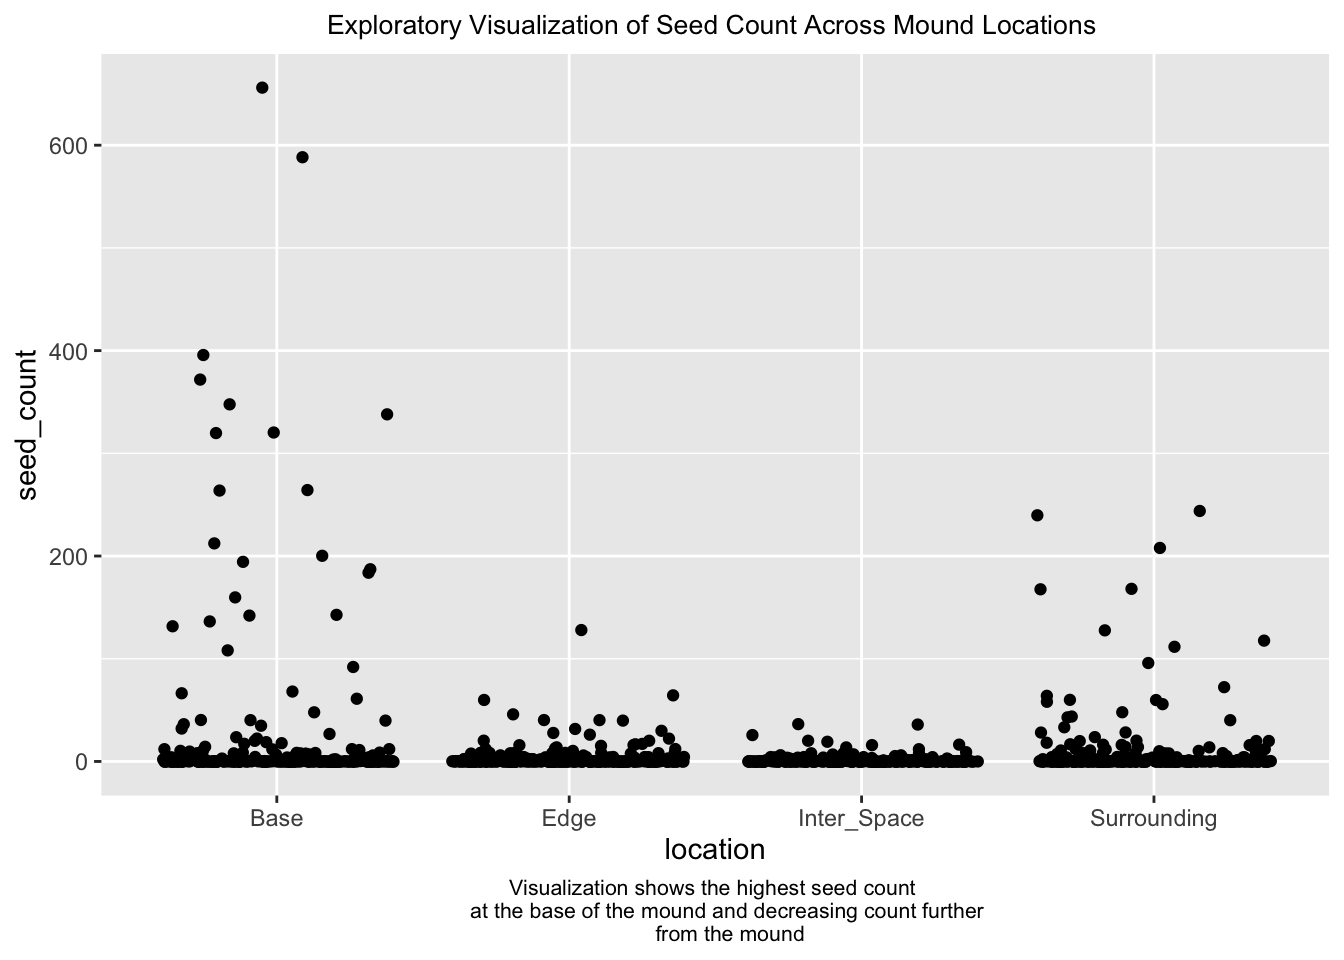 Exploratory Visualization of Seed Count Across Mound Locations
seed_count
600
400
200
0
Base
Edge
Inter_Space
Surrounding
location
Visualization shows the highest seed count
at the base of the mound and decreasing count further
from the mound